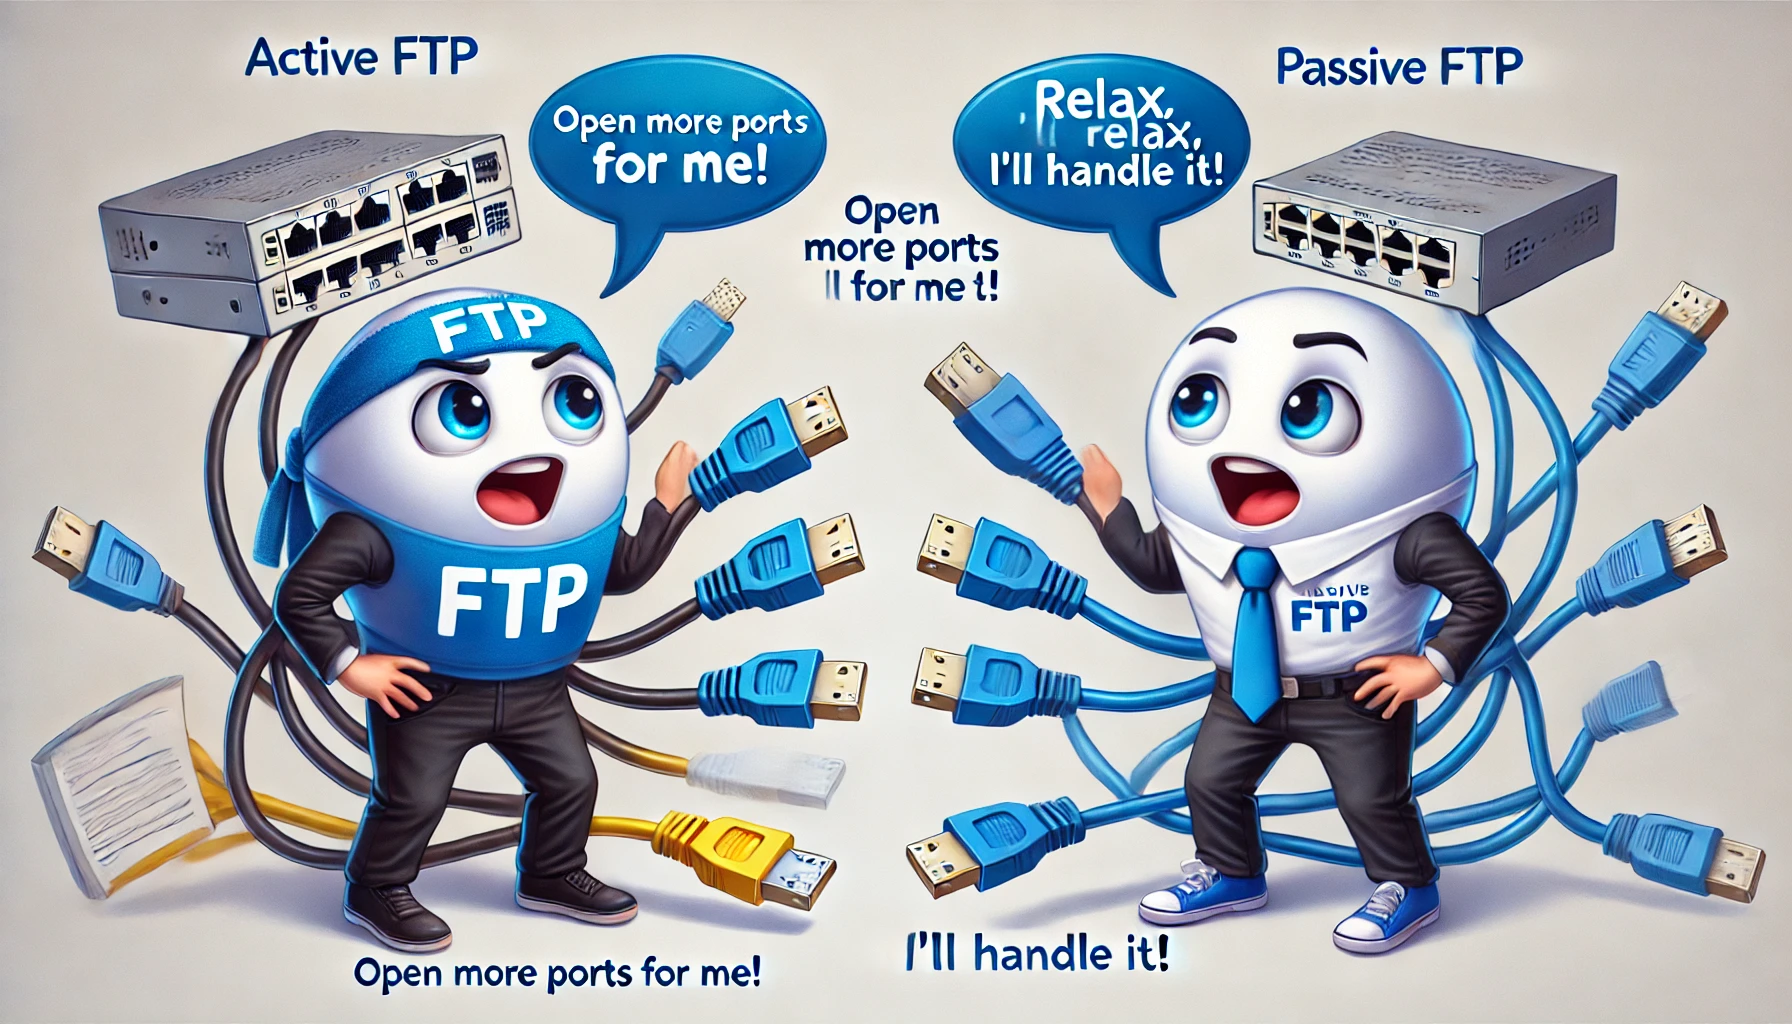 Active FTP
Passive FTP
Open more ports
for me!
Relax,
relax,
I'll handle it!
Open
more ports
ll for me t!
FTP
FTP
FTP
Open more ports for me!
I'll handle it!